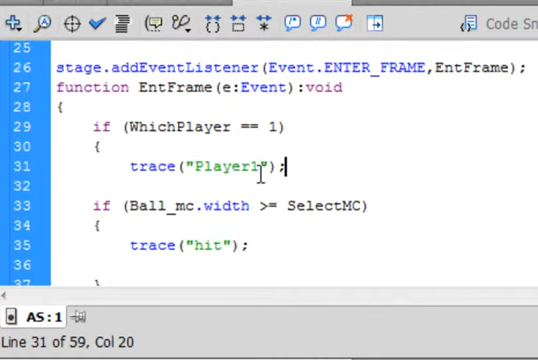 Code Sn
25
26 stage.addEventListener(Event.ENTER_FRAME,EntFrame);
27 function EntFrame(e:Event):void
28 {
29 if (WhichPlayer == 1)
30 {
31 trace("Player1");
32
33 if (Ball_mc.width >= SelectMC)
34 {
35 trace("hit");
36
37 }
AS:1
Line 31 of 59, Col 20